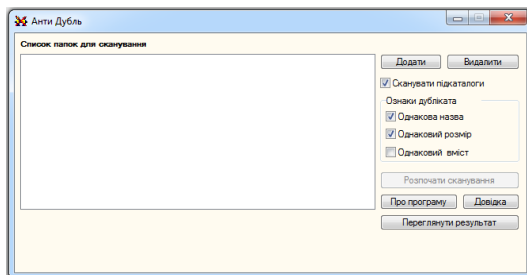 Анти Дубль
Список папок для сканування
Додати Видалити
Сканувати підкаталоги
Ознаки дубліката
Однакова назва
Однаковий розмір
Однаковий вміст
Розпочати сканування
Про програму Довідка
Переглянути результат